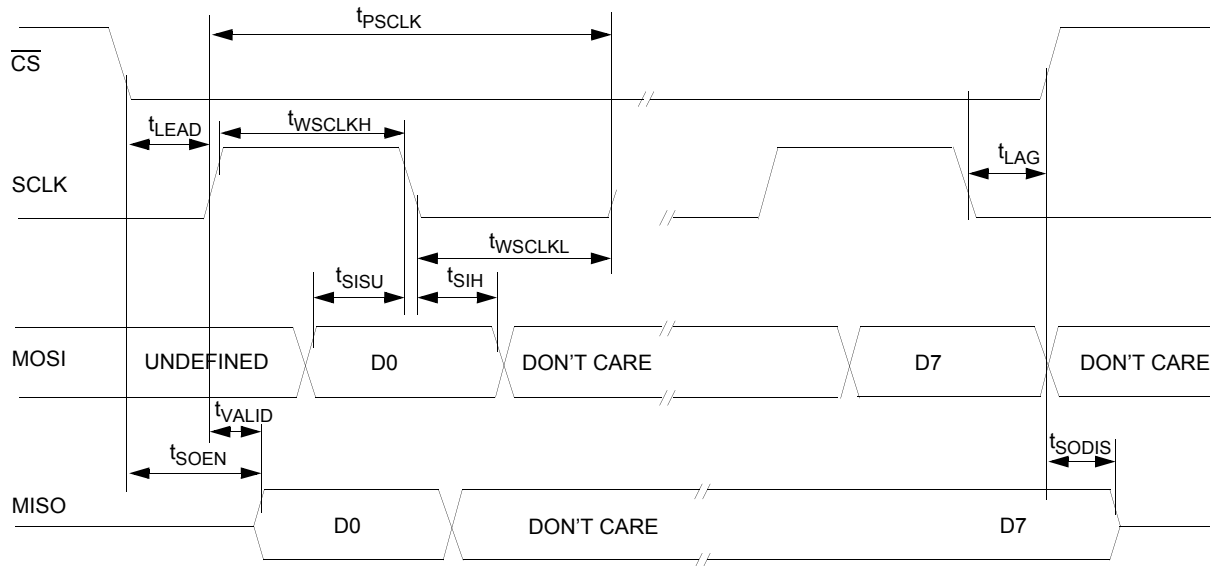 tPSCLK
CS
tLEAD
tWSCLKH
tLAG
SCLK
tWSCLKL
tSISU
tSIH
MOSI UNDEFINED D0 DON'T CARE D7 DON'T CARE
tVALID
tSOEN
tSODIS
MISO D0 DON'T CARE D7